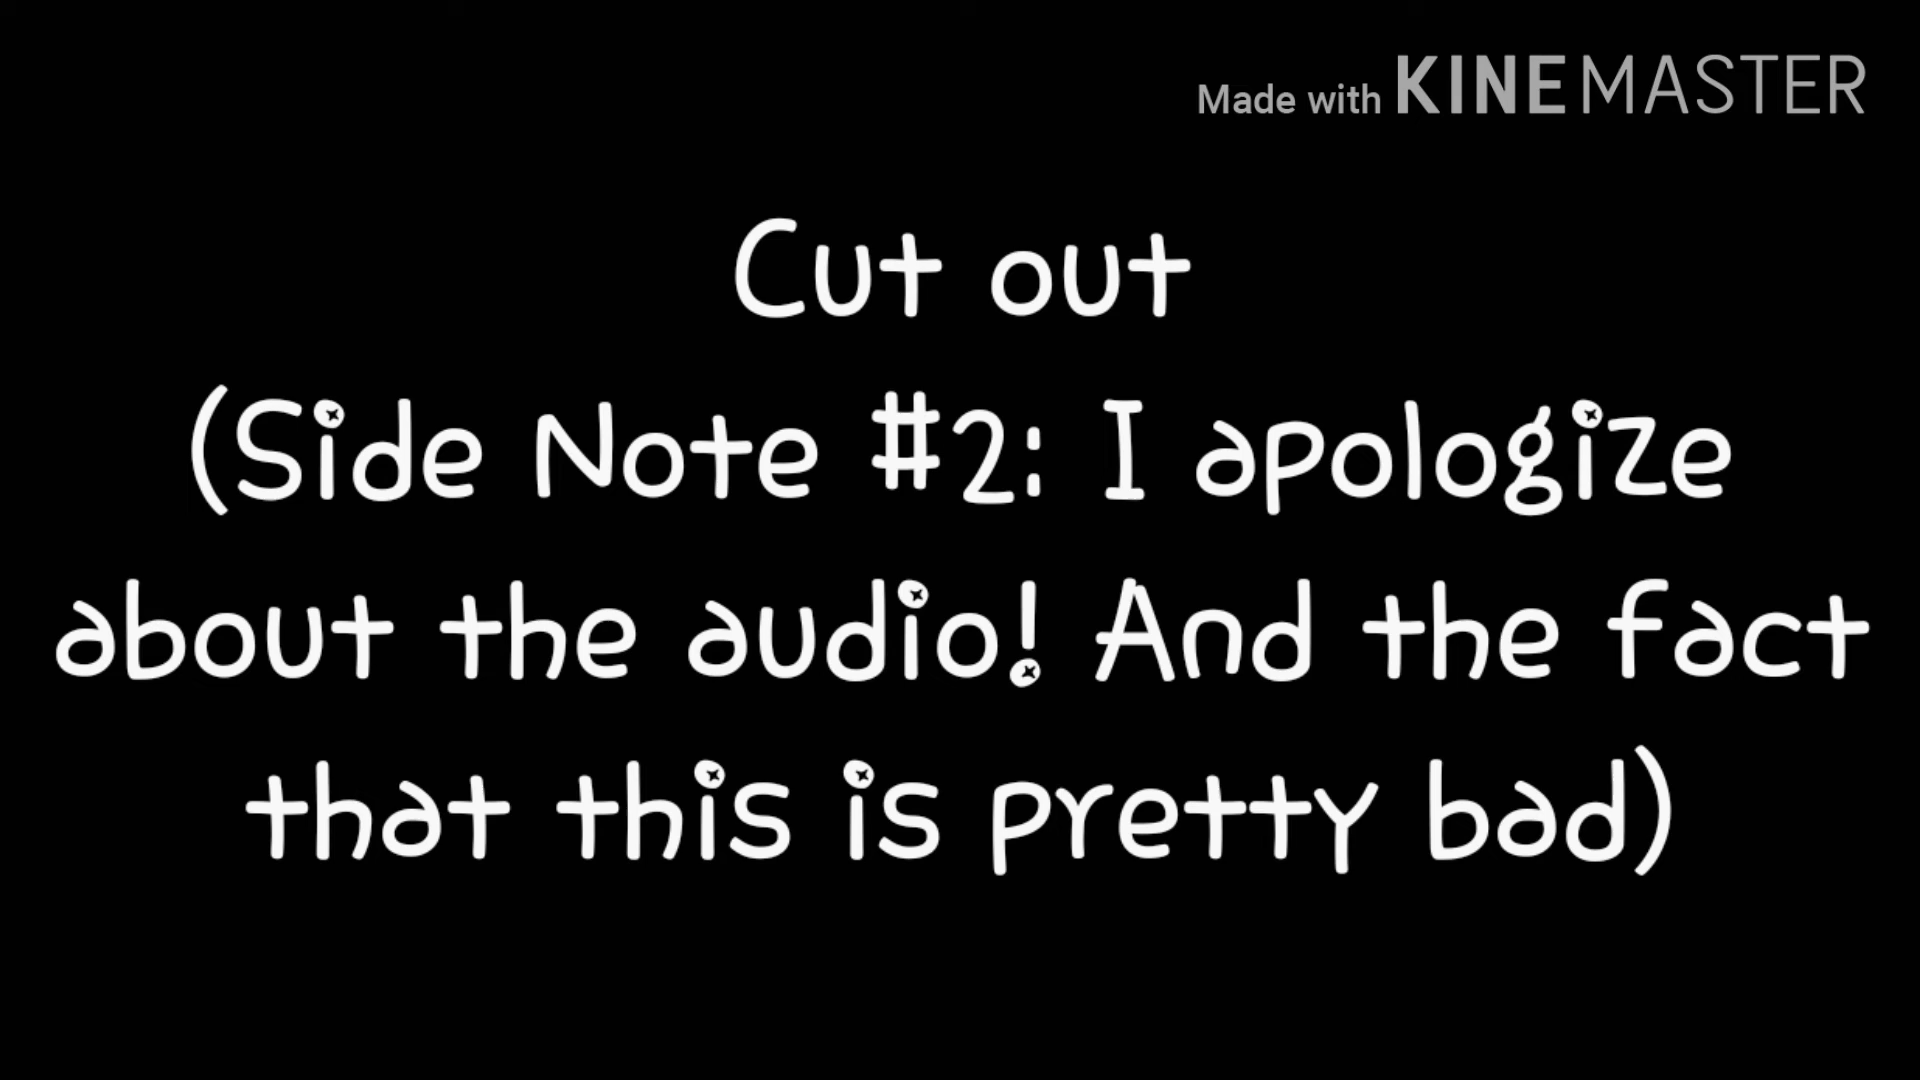 Made with KINEMASTER
Cut out
(Side Note #2: I apologize
about the audio! And the fact
that this is pretty bad)